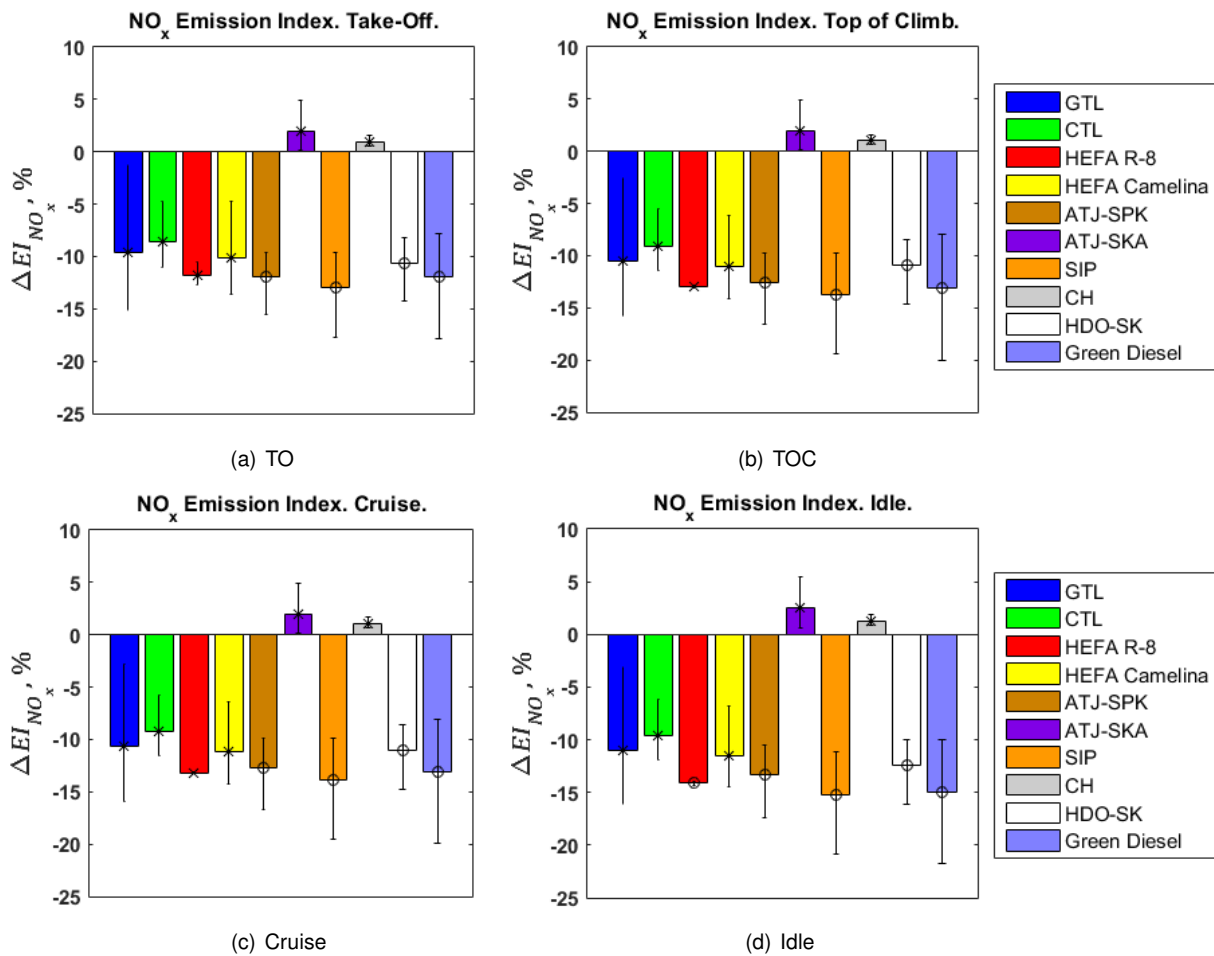 NOx Emission Index. Take-Off.
10
5
0
-5
-10
-15
-20
-25
ΔEI_NOx, %
(a) TO
NOx Emission Index. Top of Climb.
10
5
0
-5
-10
-15
-20
-25
ΔEI_NOx, %
(b) TOC
GTL
CTL
HEFA R-8
HEFA Camelina
ATJ-SPK
ATJ-SKA
SIP
CH
HDO-SK
Green Diesel
NOx Emission Index. Cruise.
10
5
0
-5
-10
-15
-20
-25
ΔEI_NOx, %
(c) Cruise
NOx Emission Index. Idle.
10
5
0
-5
-10
-15
-20
-25
ΔEI_NOx, %
(d) Idle
GTL
CTL
HEFA R-8
HEFA Camelina
ATJ-SPK
ATJ-SKA
SIP
CH
HDO-SK
Green Diesel